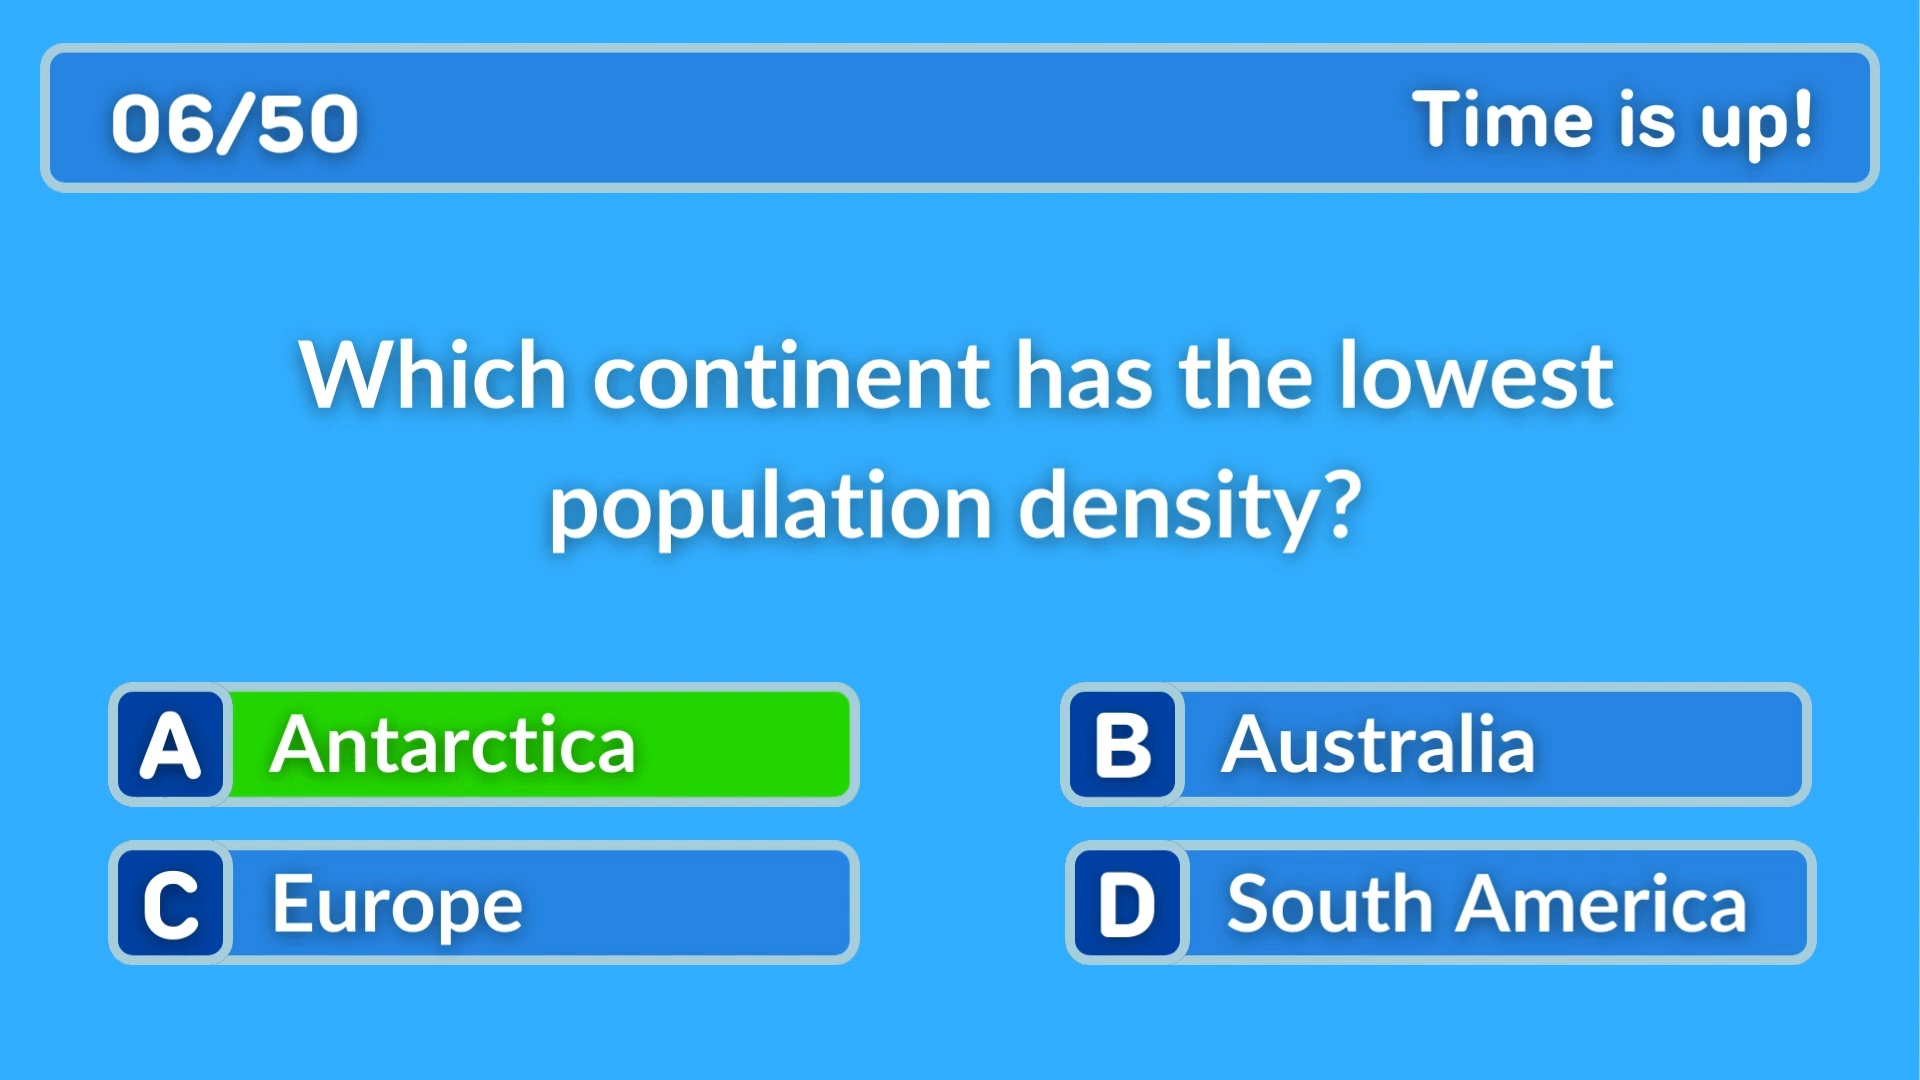 06/50
Time is up!
Which continent has the lowest
population density?
A Antarctica
B Australia
C Europe
D South America